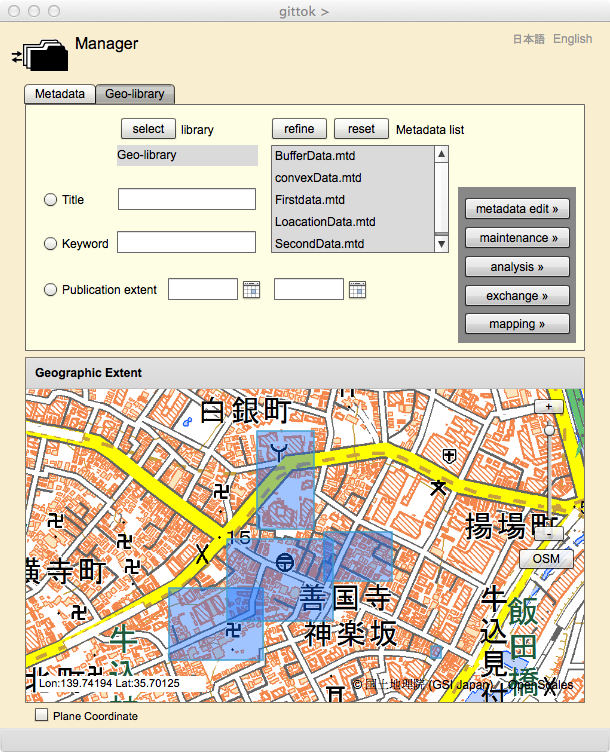 gittok >
Manager
日本語 English
Metadata Geo-library
select library refine reset Metadata list
Geo-library
BufferData.mtd
convexData.mtd
Firstdata.mtd
LoacationData.mtd
SecondData.mtd
Title
Keyword
Publication extent
metadata edit »
maintenance »
analysis »
exchange »
mapping »
Geographic Extent
白銀町
+
15
揚場町
-
OSM
横寺町
善国寺
神楽坂
牛込見付
飯田橋
牛込
北町
Lon:139.74194 Lat:35.70125
© 国土地理院 (GSI Japan) OpenScales
Plane Coordinate